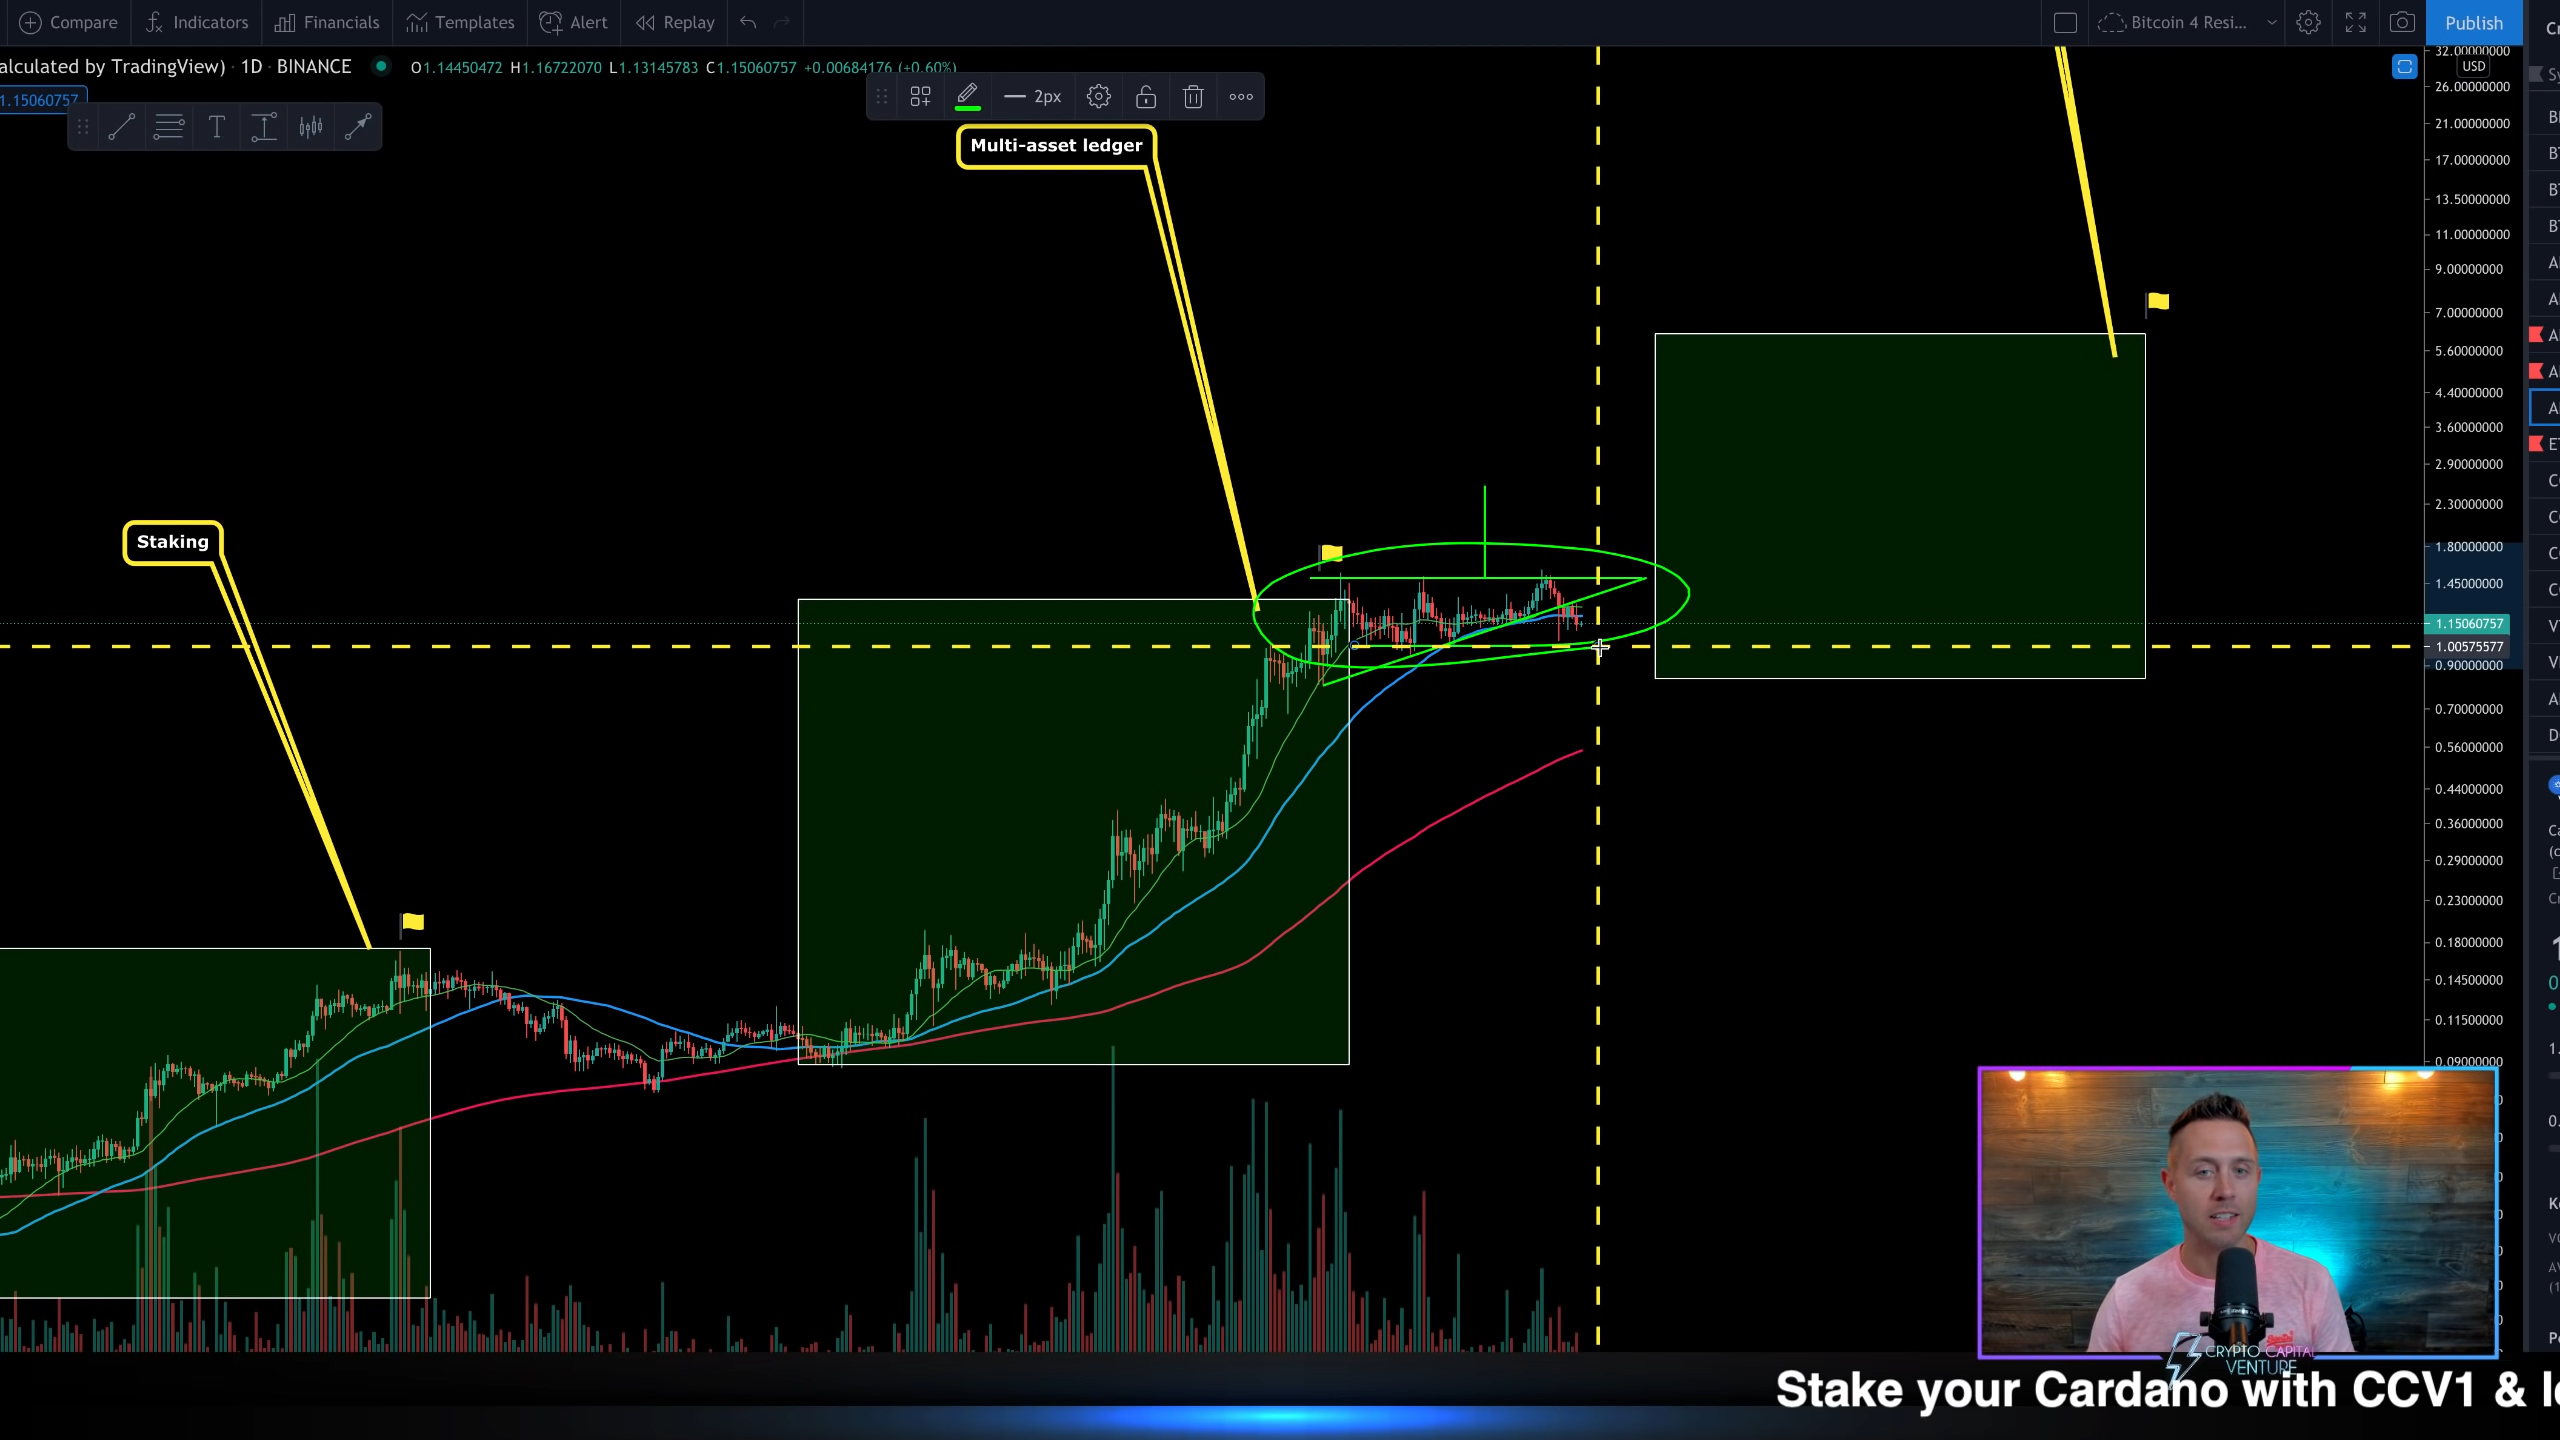 Compare Indicators Financials Templates Alert Replay Bitcoin 4 Resi... Publish
alculated by TradingView) · 1D · BINANCE O1.14450472 H1.16722070 L1.13145783 C1.15060757 +0.00684176 (+0.60%)
USD
1.15060757
T
2px
Multi-asset ledger
Staking
32.00000000
26.00000000
21.00000000
17.00000000
13.50000000
11.00000000
9.00000000
7.00000000
5.60000000
4.40000000
3.60000000
2.90000000
2.30000000
1.80000000
1.45000000
1.15060757
1.00575577
0.90000000
0.70000000
0.56000000
0.44000000
0.36000000
0.29000000
0.23000000
0.18000000
0.14500000
0.11500000
0.09000000
CRYPTO CAPITAL
VENTURE
Stake your Cardano with CCV1 &